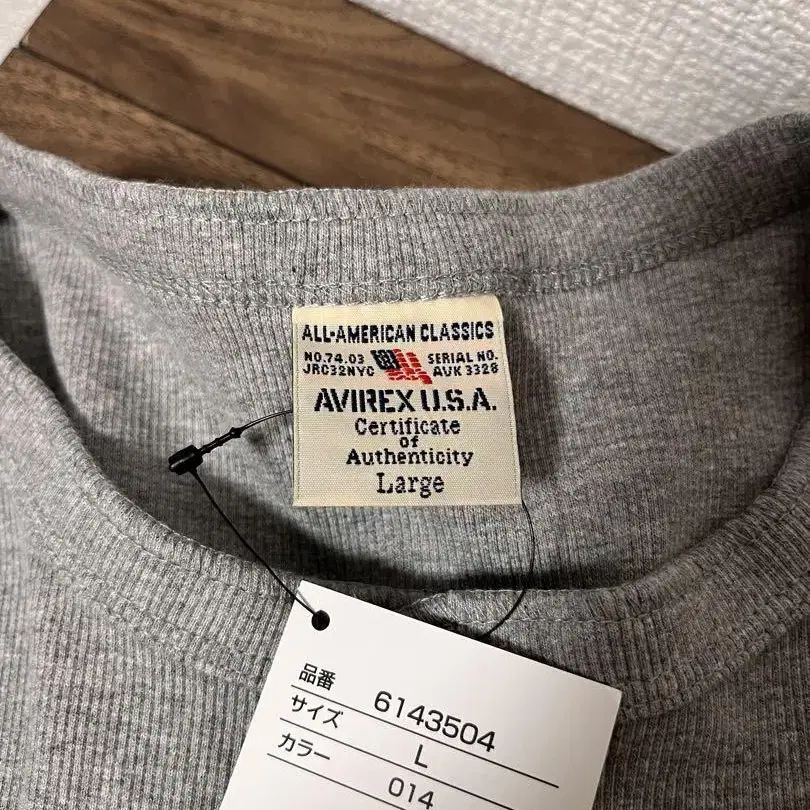 ALL-AMERICAN CLASSICS
NO.74.03 SERIAL NO.
JRC32NYC AVK 3328
AVIREX U.S.A.
Certificate
of
Authenticity
Large
品番 6143504
サイズ L
カラー 014